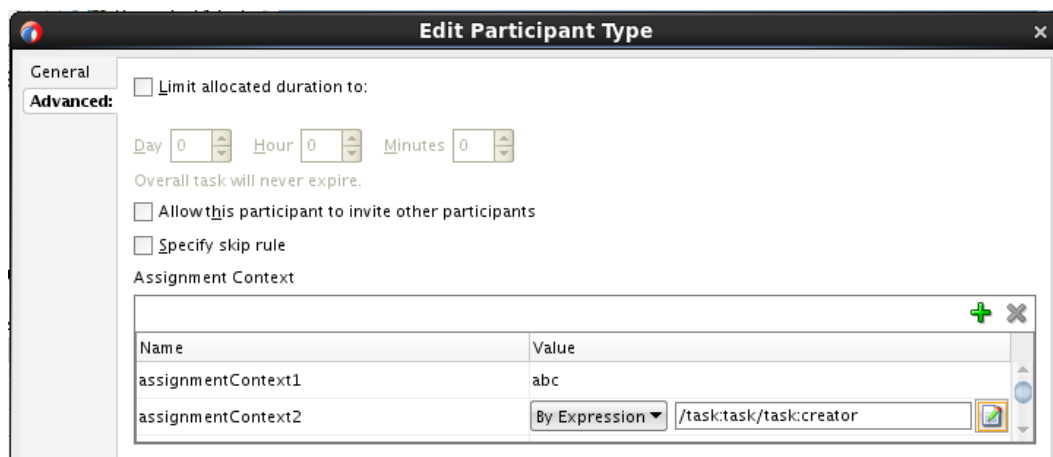 Edit Participant Type
General
Advanced:
Limit allocated duration to:
Day 0 Hour 0 Minutes 0
Overall task will never expire.
Allow this participant to invite other participants
Specify skip rule
Assignment Context
Name Value
assignmentContext1 abc
assignmentContext2 By Expression /task:task/task:creator